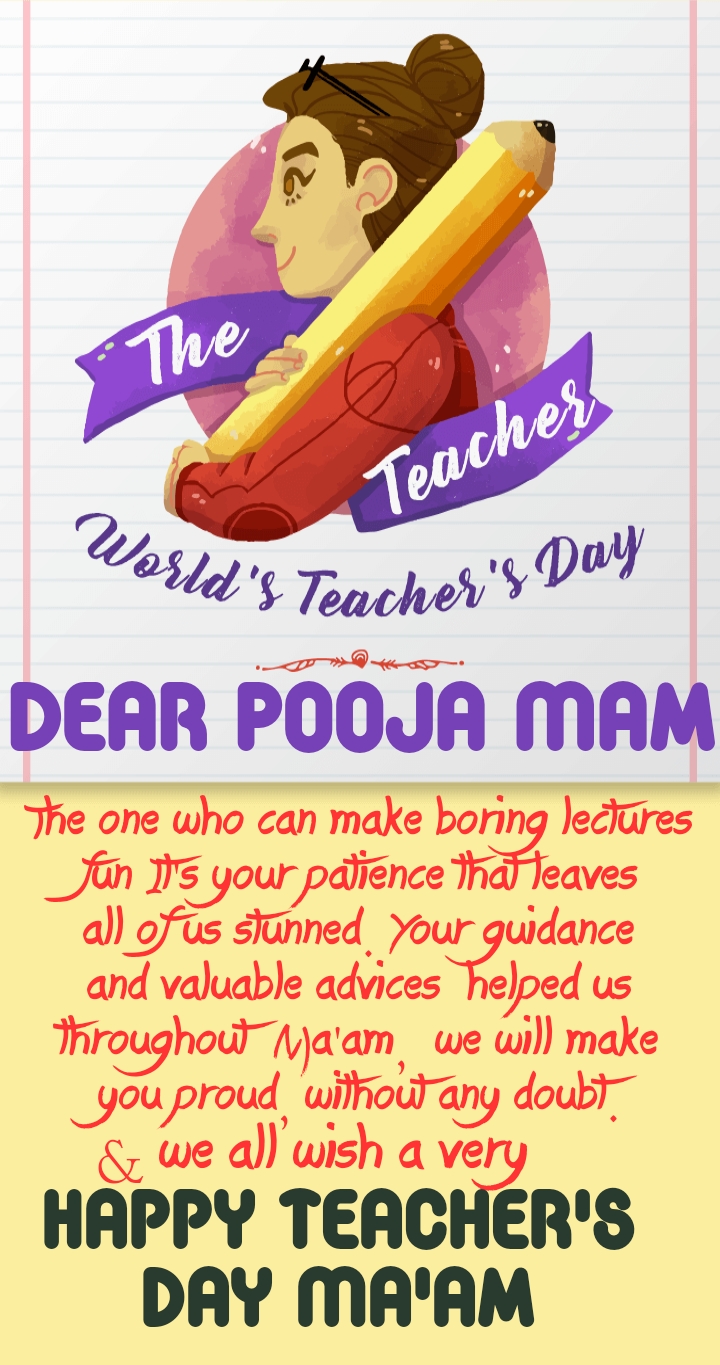 The
Teacher
World's Teacher's Day
DEAR POOJA MAM
The one who can make boring lectures
fun It's your patience that leaves
all of us stunned. Your guidance
and valuable advices helped us
throughout Ma'am, we will make
you proud, without any doubt.
& we all wish a very
HAPPY TEACHER'S
DAY MA'AM